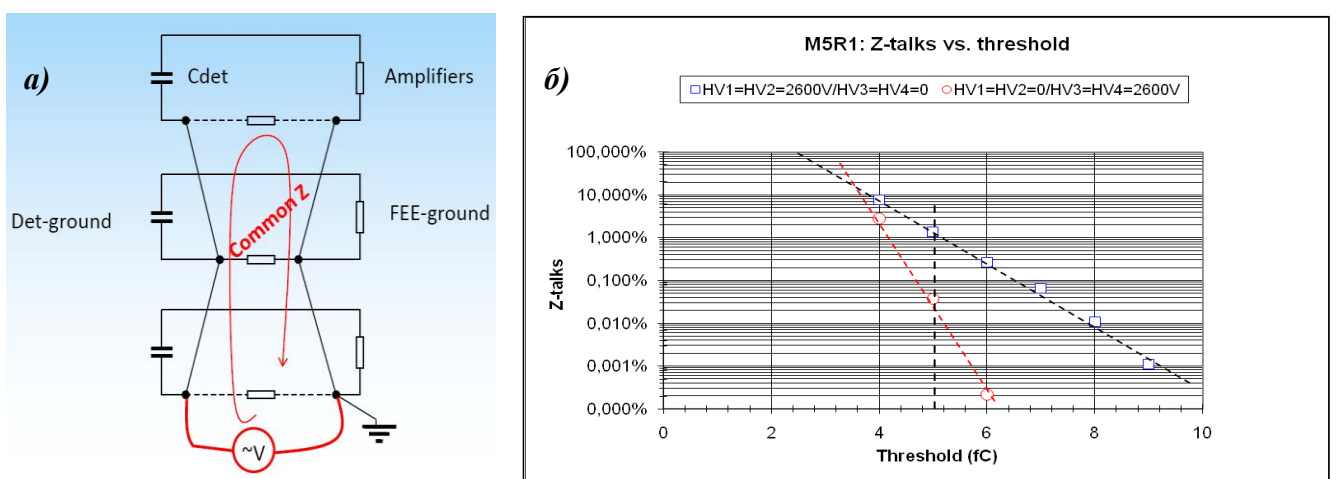 а)
Cdet
Amplifiers
Det-ground
Common Z
FEE-ground
~V
б)
M5R1: Z-talks vs. threshold
HV1=HV2=2600V/HV3=HV4=0 HV1=HV2=0/HV3=HV4=2600V
100,000%
10,000%
1,000%
0,100%
0,010%
0,001%
0,000%
Z-talks
0 2 4 6 8 10
Threshold (fC)